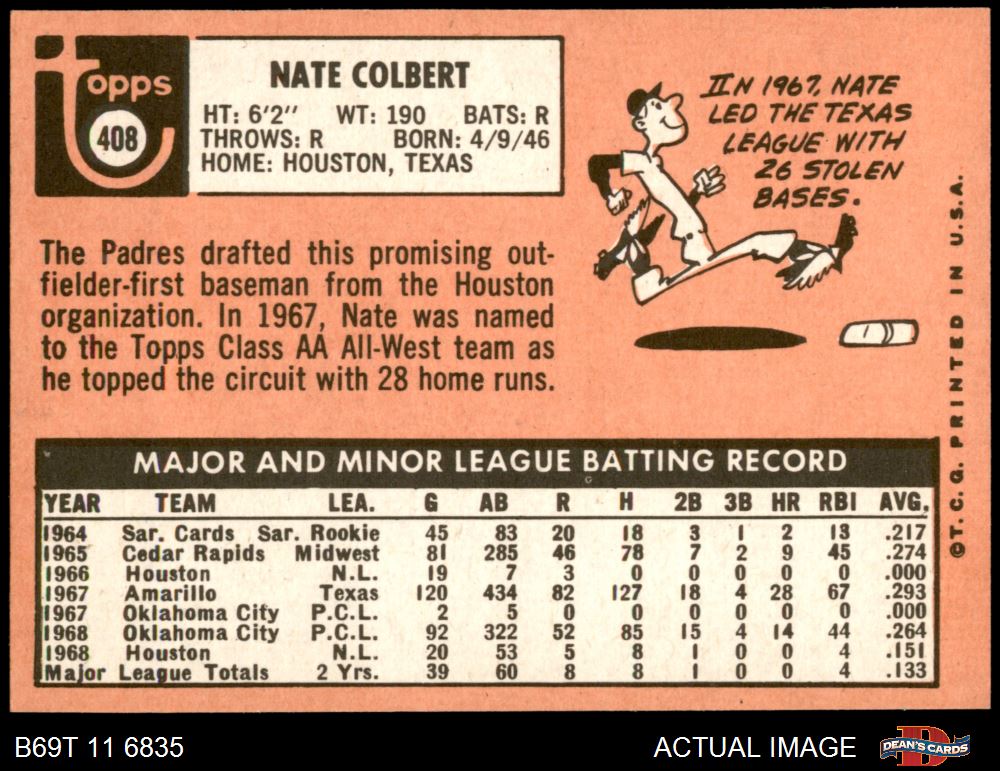 Topps
408
NATE COLBERT
HT: 6'2" WT: 190 BATS: R
THROWS: R BORN: 4/9/46
HOME: HOUSTON, TEXAS
IN 1967, NATE
LED THE TEXAS
LEAGUE WITH
26 STOLEN
BASES.
The Padres drafted this promising out-
fielder-first baseman from the Houston
organization. In 1967, Nate was named
to the Topps Class AA All-West team as
he topped the circuit with 28 home runs.
MAJOR AND MINOR LEAGUE BATTING RECORD
YEAR TEAM LEA. G AB R H 2B 3B HR RBI AVG.
1964 Sar. Cards Sar. Rookie 45 83 20 18 3 1 2 13 .217
1965 Cedar Rapids Midwest 81 285 46 78 7 2 9 45 .274
1966 Houston N.L. 19 7 3 0 0 0 0 0 .000
1967 Amarillo Texas 120 434 82 127 18 4 28 67 .293
1967 Oklahoma City P.C.L. 2 5 0 0 0 0 0 0 .000
1968 Oklahoma City P.C.L. 92 322 52 85 15 4 14 44 .264
1968 Houston N.L. 20 53 5 8 1 0 0 4 .151
Major League Totals 2 Yrs. 39 60 8 8 1 0 0 4 .133
©T.C.G. PRINTED IN U.S.A.
B69T 11 6835
ACTUAL IMAGE
DEAN'S CARDS